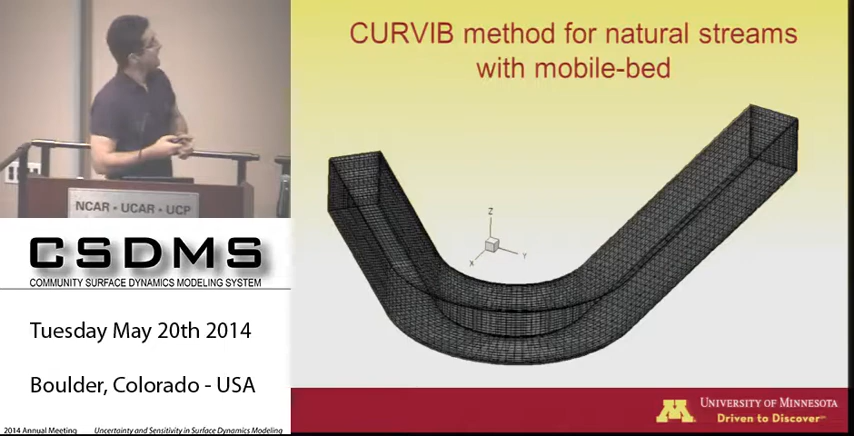 CURVIB method for natural streams
with mobile-bed
Z
X
Y
NCAR • UCAR • UCP
CSDMS
COMMUNITY SURFACE DYNAMICS MODELING SYSTEM
Tuesday May 20th 2014
Boulder, Colorado - USA
2014 Annual Meeting
Uncertainty and Sensitivity in Surface Dynamics Modeling
M
UNIVERSITY OF MINNESOTA
Driven to Discover